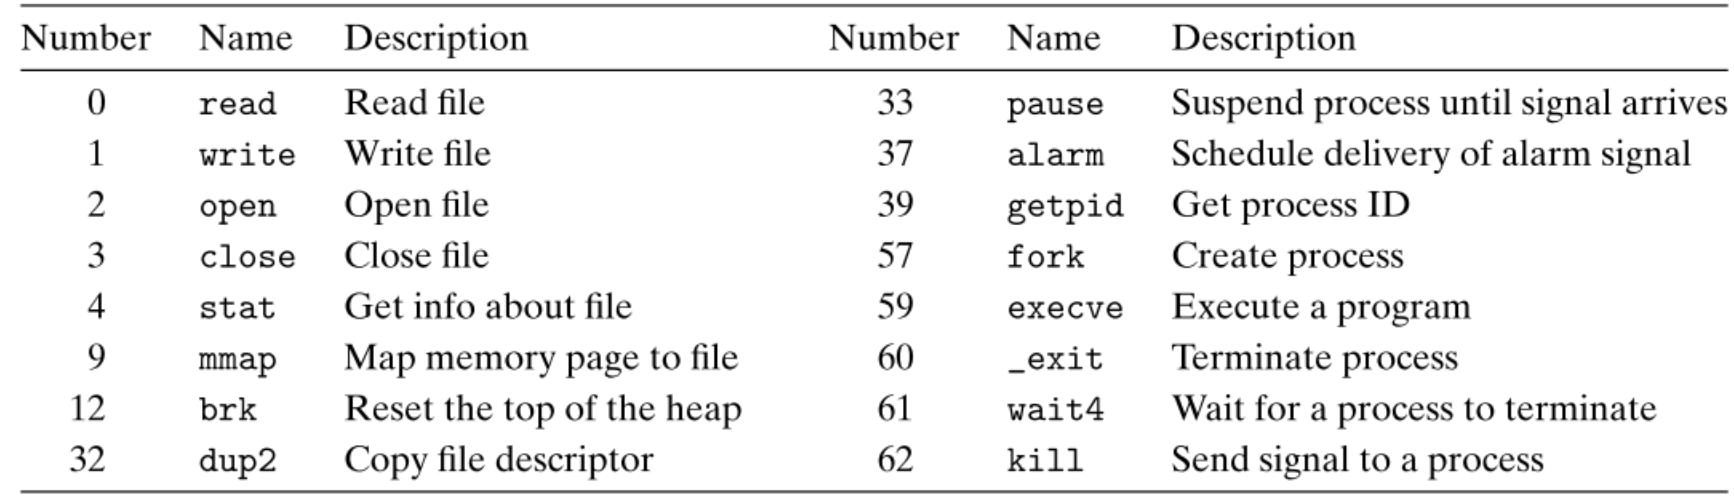 Number Name Description Number Name Description
0 read Read file 33 pause Suspend process until signal arrives
1 write Write file 37 alarm Schedule delivery of alarm signal
2 open Open file 39 getpid Get process ID
3 close Close file 57 fork Create process
4 stat Get info about file 59 execve Execute a program
9 mmap Map memory page to file 60 _exit Terminate process
12 brk Reset the top of the heap 61 wait4 Wait for a process to terminate
32 dup2 Copy file descriptor 62 kill Send signal to a process